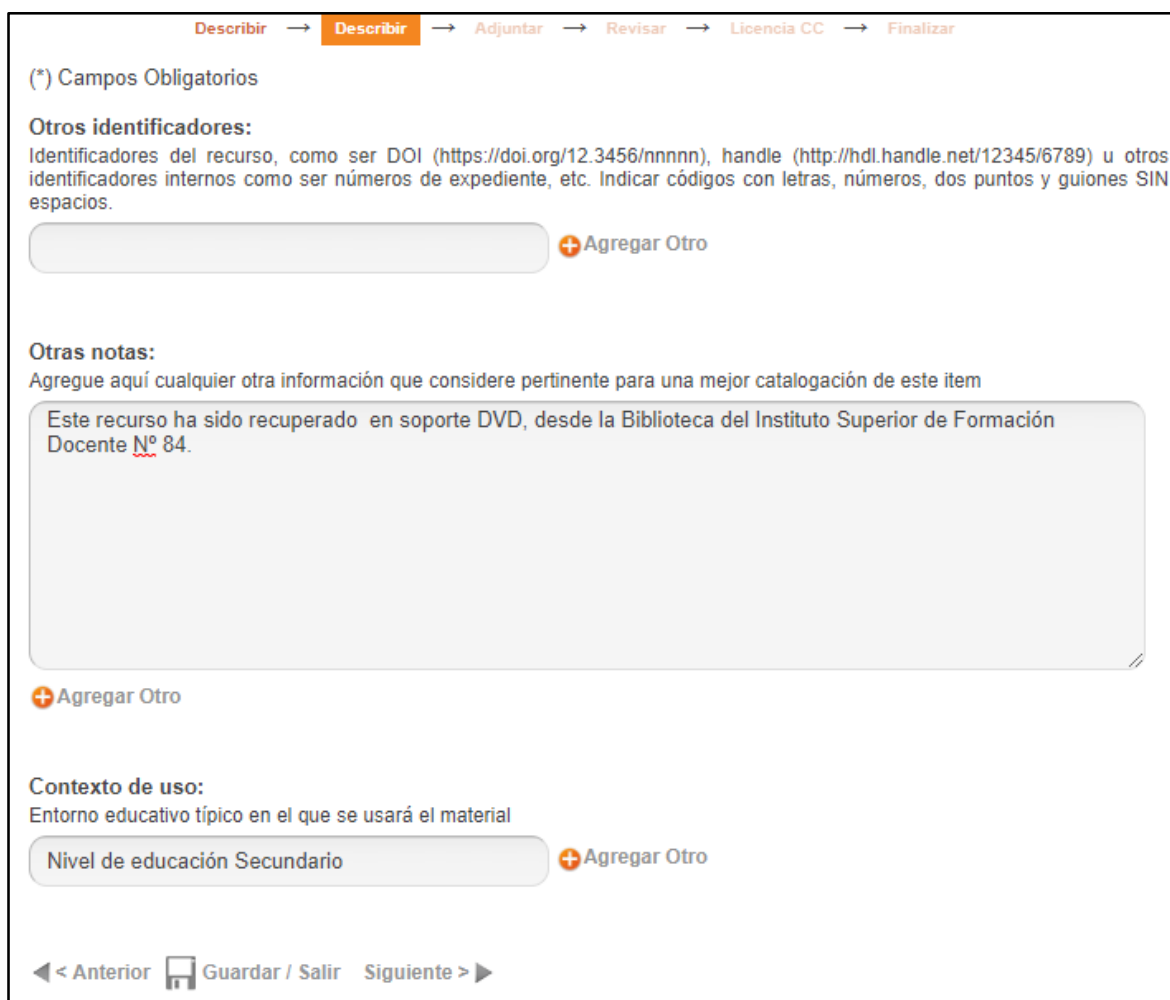 Describir → Describir → Adjuntar → Revisar → Licencia CC → Finalizar
(*) Campos Obligatorios
Otros identificadores:
Identificadores del recurso, como ser DOI (https://doi.org/12.3456/nnnnn), handle (http://hdl.handle.net/12345/6789) u otros
identificadores internos como ser números de expediente, etc. Indicar códigos con letras, números, dos puntos y guiones SIN
espacios.
Agregar Otro
Otras notas:
Agregue aquí cualquier otra información que considere pertinente para una mejor catalogación de este item
Este recurso ha sido recuperado  en soporte DVD, desde la Biblioteca del Instituto Superior de Formación
Docente Nº 84.
Agregar Otro
Contexto de uso:
Entorno educativo típico en el que se usará el material
Nivel de educación Secundario
Agregar Otro
< Anterior Guardar / Salir Siguiente >